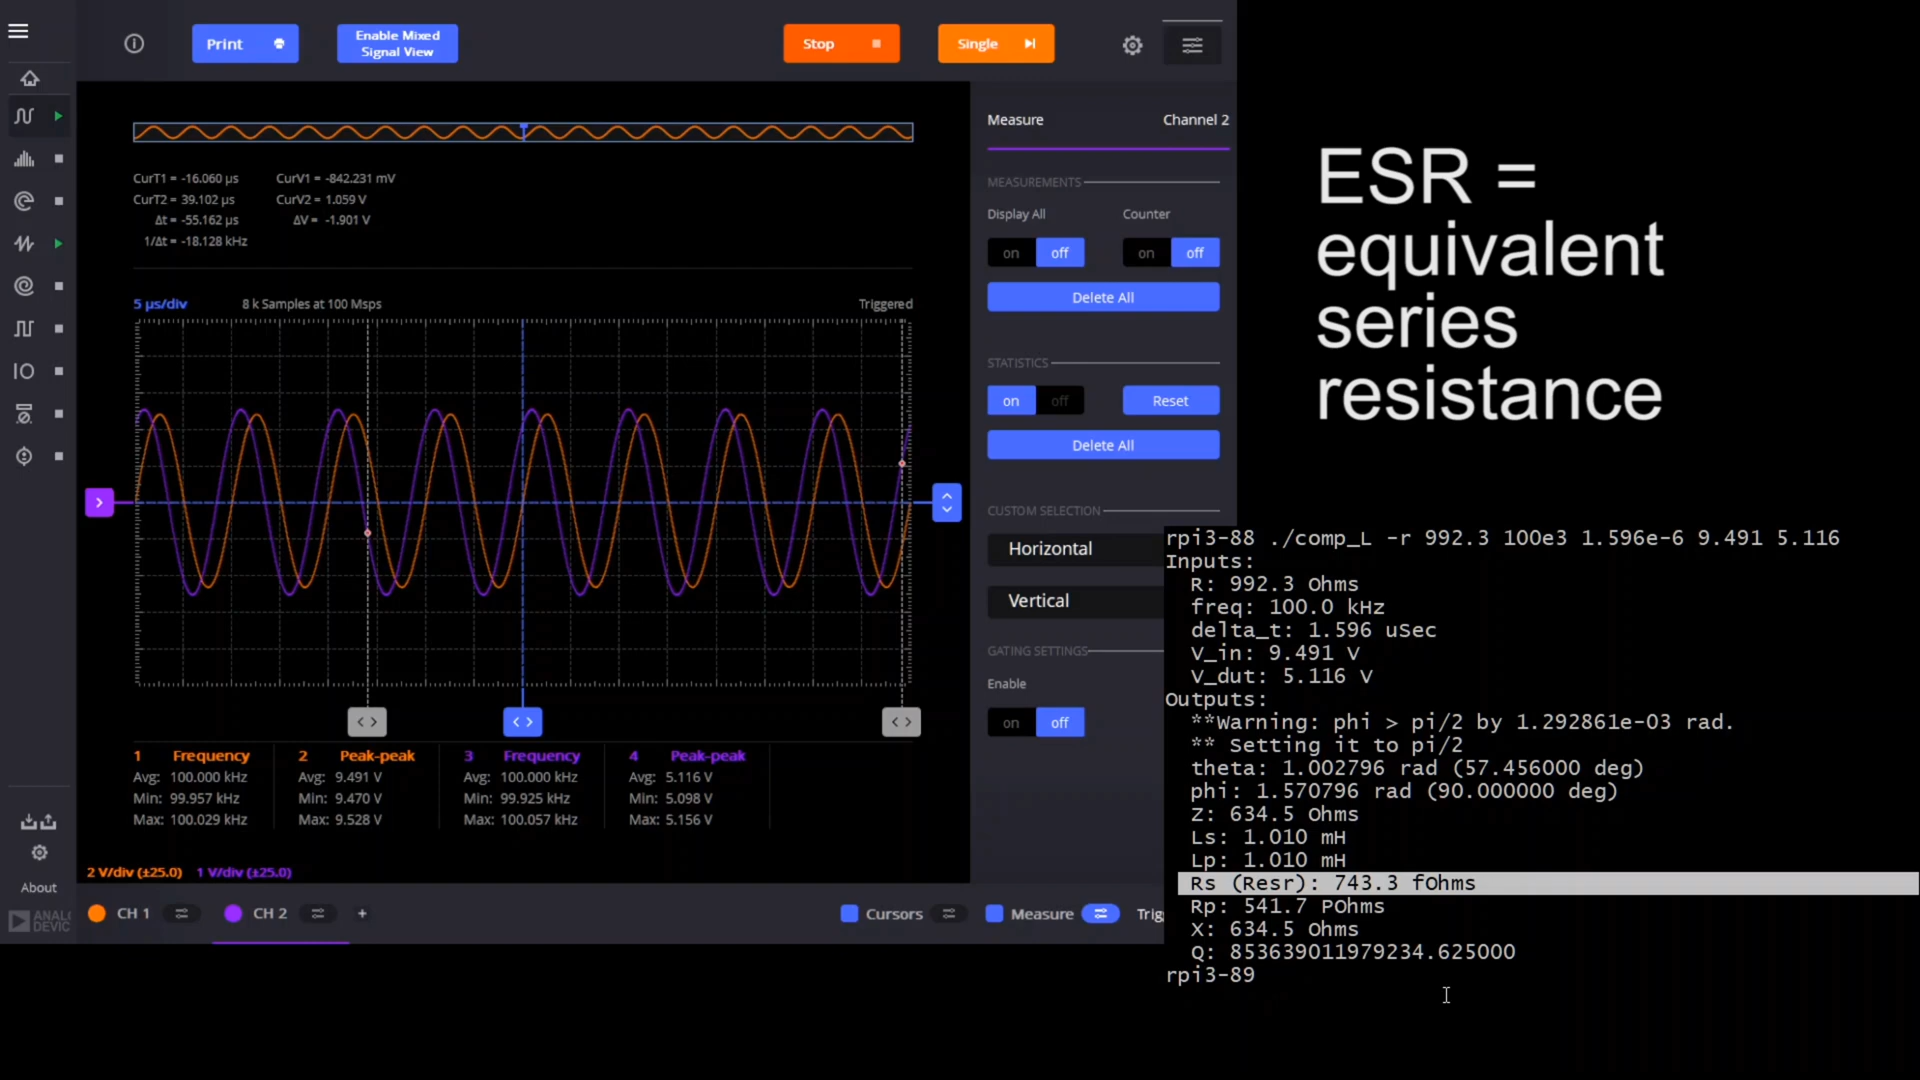 Print
Enable Mixed
Signal View
Stop
Single
Measure
Channel 2
CurT1 = -16.060 µs
CurV1 = -842.231 mV
CurT2 = 39.102 µs
CurV2 = 1.059 V
Δt = -55.162 µs
ΔV = -1.901 V
1/Δt = -18.128 kHz
MEASUREMENTS
Display All
Counter
on
off
on
off
Delete All
5 µs/div
8 k Samples at 100 Msps
Triggered
STATISTICS
on
off
Reset
Delete All
CUSTOM SELECTION
Horizontal
Vertical
GATING SETTINGS
Enable
on
off
1 Frequency
Avg: 100.000 kHz
Min: 99.957 kHz
Max: 100.029 kHz
2 Peak-peak
Avg: 9.491 V
Min: 9.470 V
Max: 9.528 V
3 Frequency
Avg: 100.000 kHz
Min: 99.925 kHz
Max: 100.057 kHz
4 Peak-peak
Avg: 5.116 V
Min: 5.098 V
Max: 5.156 V
2 V/div (±25.0)
1 V/div (±25.0)
About
CH 1
CH 2
+
Cursors
Measure
Trig
ESR =
equivalent
series
resistance
rpi3-88 ./comp_L -r 992.3 100e3 1.596e-6 9.491 5.116
Inputs:
R: 992.3 Ohms
freq: 100.0 kHz
delta_t: 1.596 uSec
V_in: 9.491 V
V_dut: 5.116 V
Outputs:
**Warning: phi > pi/2 by 1.292861e-03 rad.
** Setting it to pi/2
theta: 1.002796 rad (57.456000 deg)
phi: 1.570796 rad (90.000000 deg)
Z: 634.5 Ohms
Ls: 1.010 mH
Lp: 1.010 mH
Rs (Resr): 743.3 fOhms
Rp: 541.7 POhms
X: 634.5 Ohms
Q: 853639011979234.625000
rpi3-89